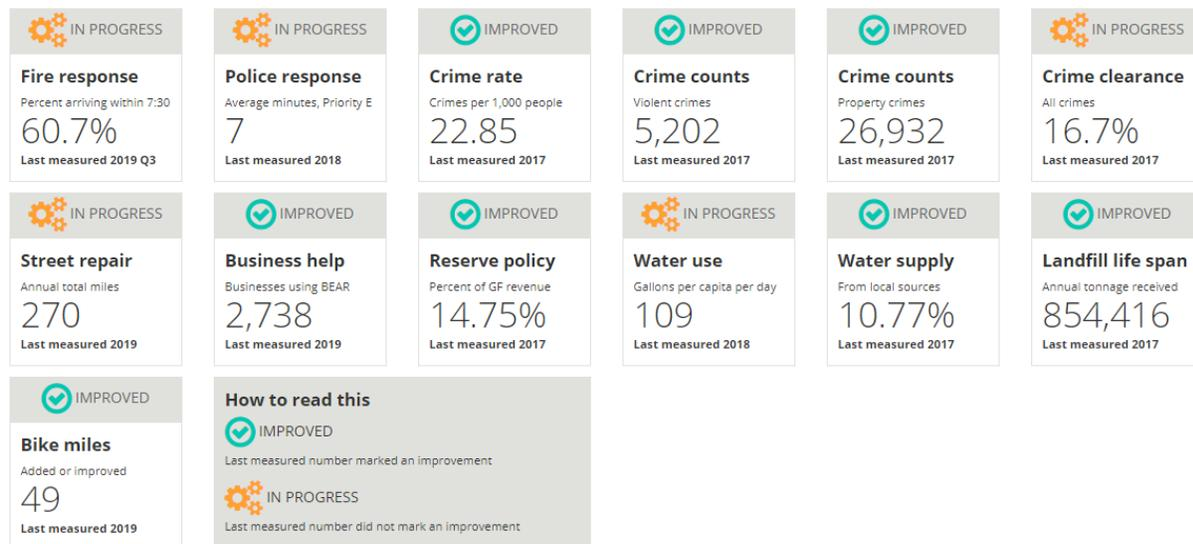 IN PROGRESS
Fire response
Percent arriving within 7:30
60.7%
Last measured 2019 Q3
IN PROGRESS
Police response
Average minutes, Priority E
7
Last measured 2018
IMPROVED
Crime rate
Crimes per 1,000 people
22.85
Last measured 2017
IMPROVED
Crime counts
Violent crimes
5,202
Last measured 2017
IMPROVED
Crime counts
Property crimes
26,932
Last measured 2017
IN PROGRESS
Crime clearance
All crimes
16.7%
Last measured 2017
IN PROGRESS
Street repair
Annual total miles
270
Last measured 2019
IMPROVED
Business help
Businesses using BEAR
2,738
Last measured 2019
IMPROVED
Reserve policy
Percent of GF revenue
14.75%
Last measured 2017
IN PROGRESS
Water use
Gallons per capita per day
109
Last measured 2018
IMPROVED
Water supply
From local sources
10.77%
Last measured 2017
IMPROVED
Landfill life span
Annual tonnage received
854,416
Last measured 2017
IMPROVED
Bike miles
Added or improved
49
Last measured 2019
How to read this
IMPROVED
Last measured number marked an improvement
IN PROGRESS
Last measured number did not mark an improvement